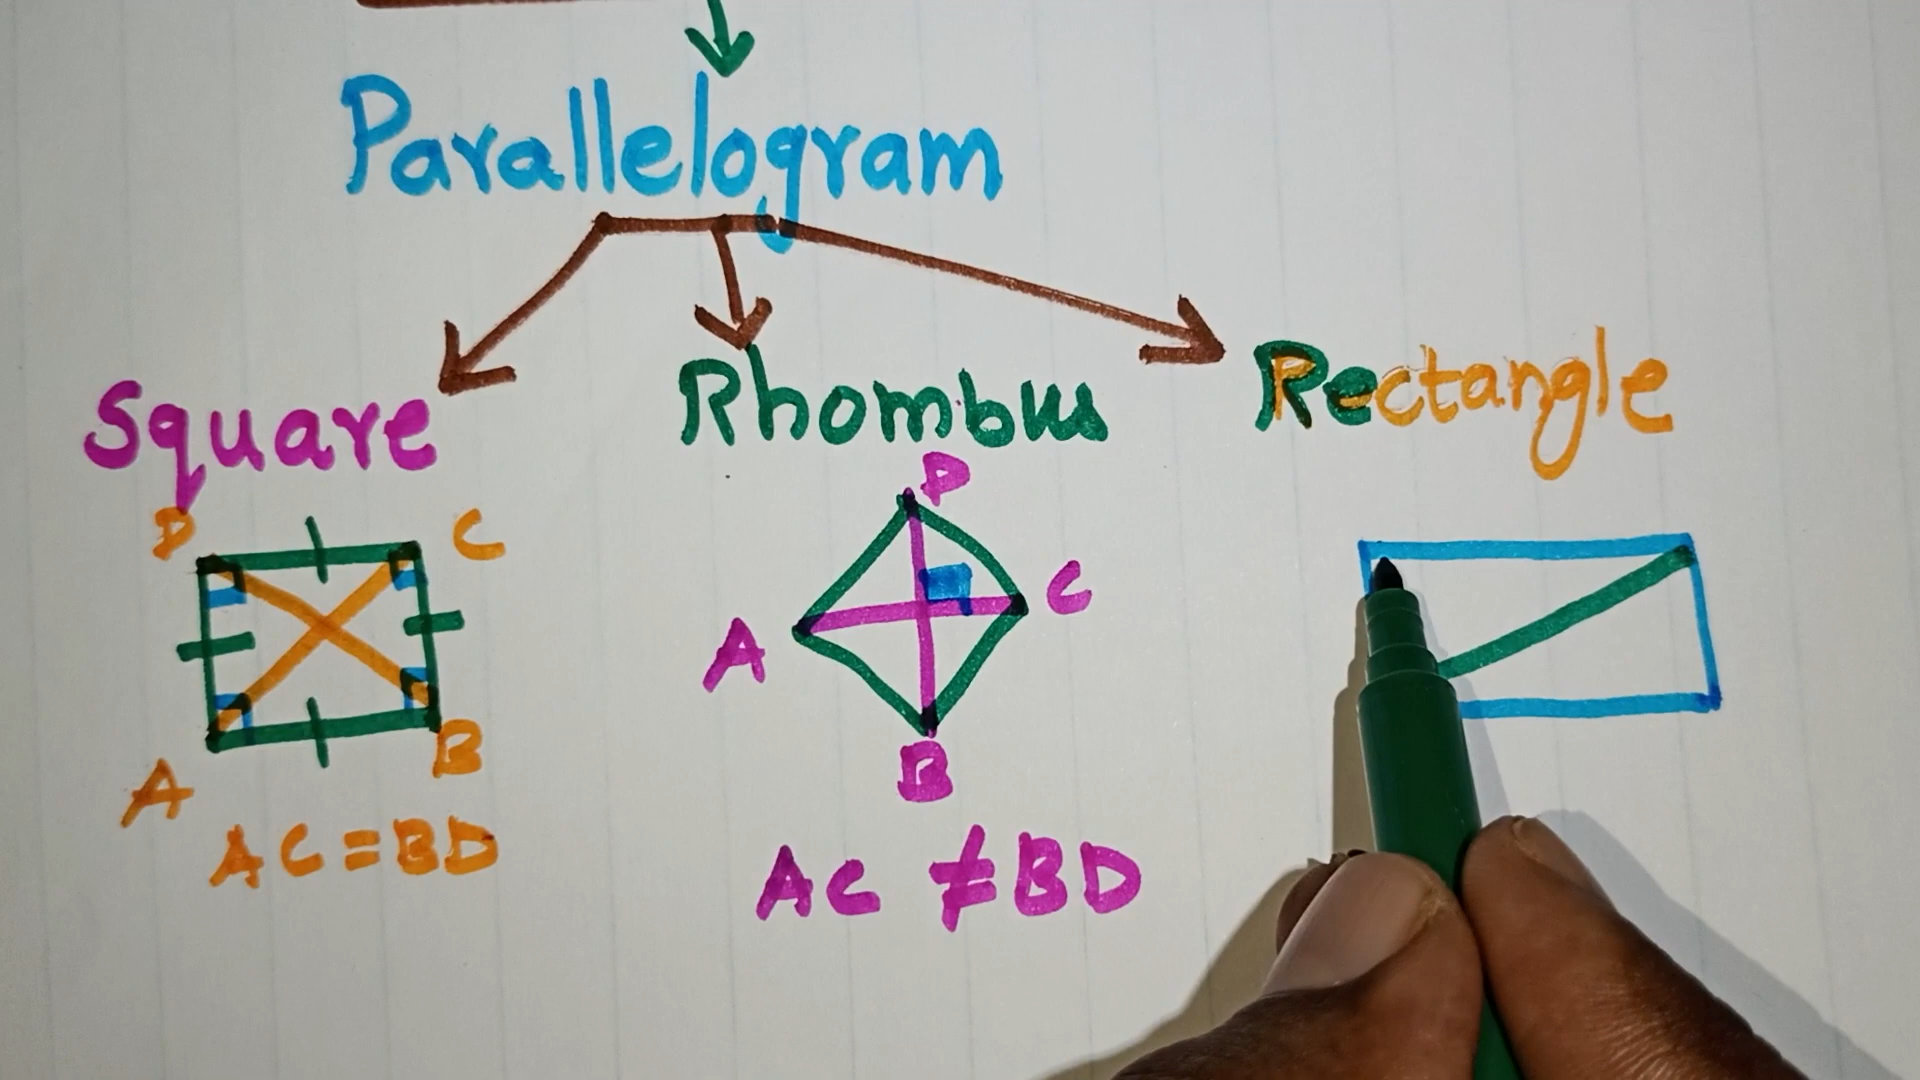 Parallelogram
Square
Rhombus
Rectangle
D
C
A
B
AC=BD
D
A
C
B
AC ≠BD